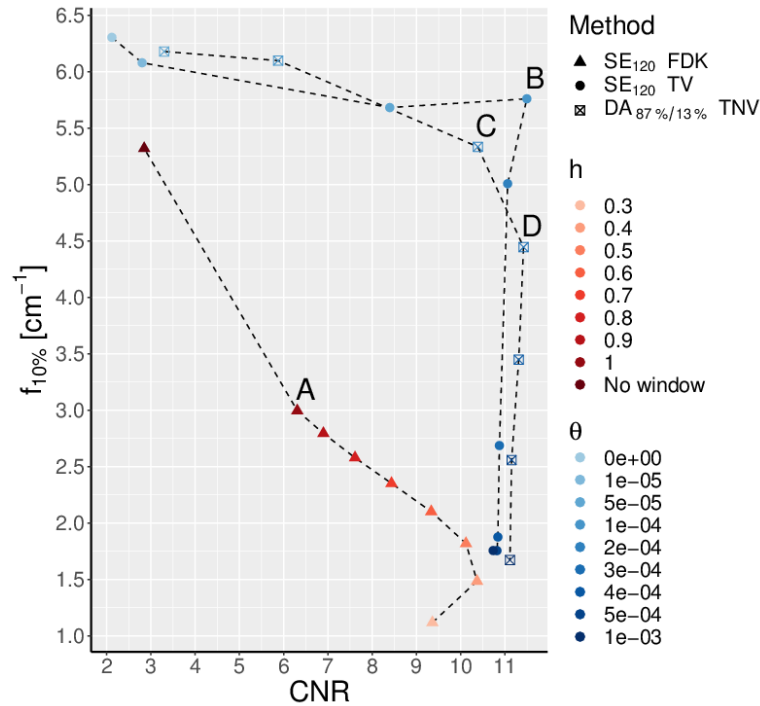 6.5
6.0
5.5
5.0
4.5
4.0
3.5
3.0
2.5
2.0
1.5
1.0
f10% [cm−1]
2 3 4 5 6 7 8 9 10 11
CNR
A
B
C
D
Method
SE120 FDK
SE120 TV
DA87%/13% TNV
h
0.3
0.4
0.5
0.6
0.7
0.8
0.9
1
No window
θ
0e+00
1e−05
5e−05
1e−04
2e−04
3e−04
4e−04
5e−04
1e−03